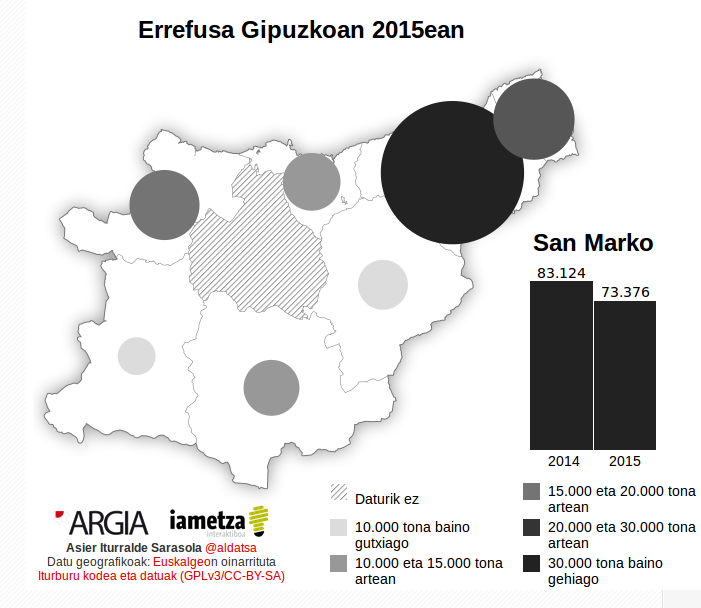 Errefusa Gipuzkoan 2015ean
San Marko
83.124
73.376
2014
2015
Daturik ez
10.000 tona baino
gutxiago
10.000 eta 15.000 tona
artean
15.000 eta 20.000 tona
artean
20.000 eta 30.000 tona
artean
30.000 tona baino
gehiago
ARGIA
iametza
interaktiboa
Asier Iturralde Sarasola @aldatsa
Datu geografikoak: Euskalgeon oinarrituta
Iturburu kodea eta datuak (GPLv3/CC-BY-SA)